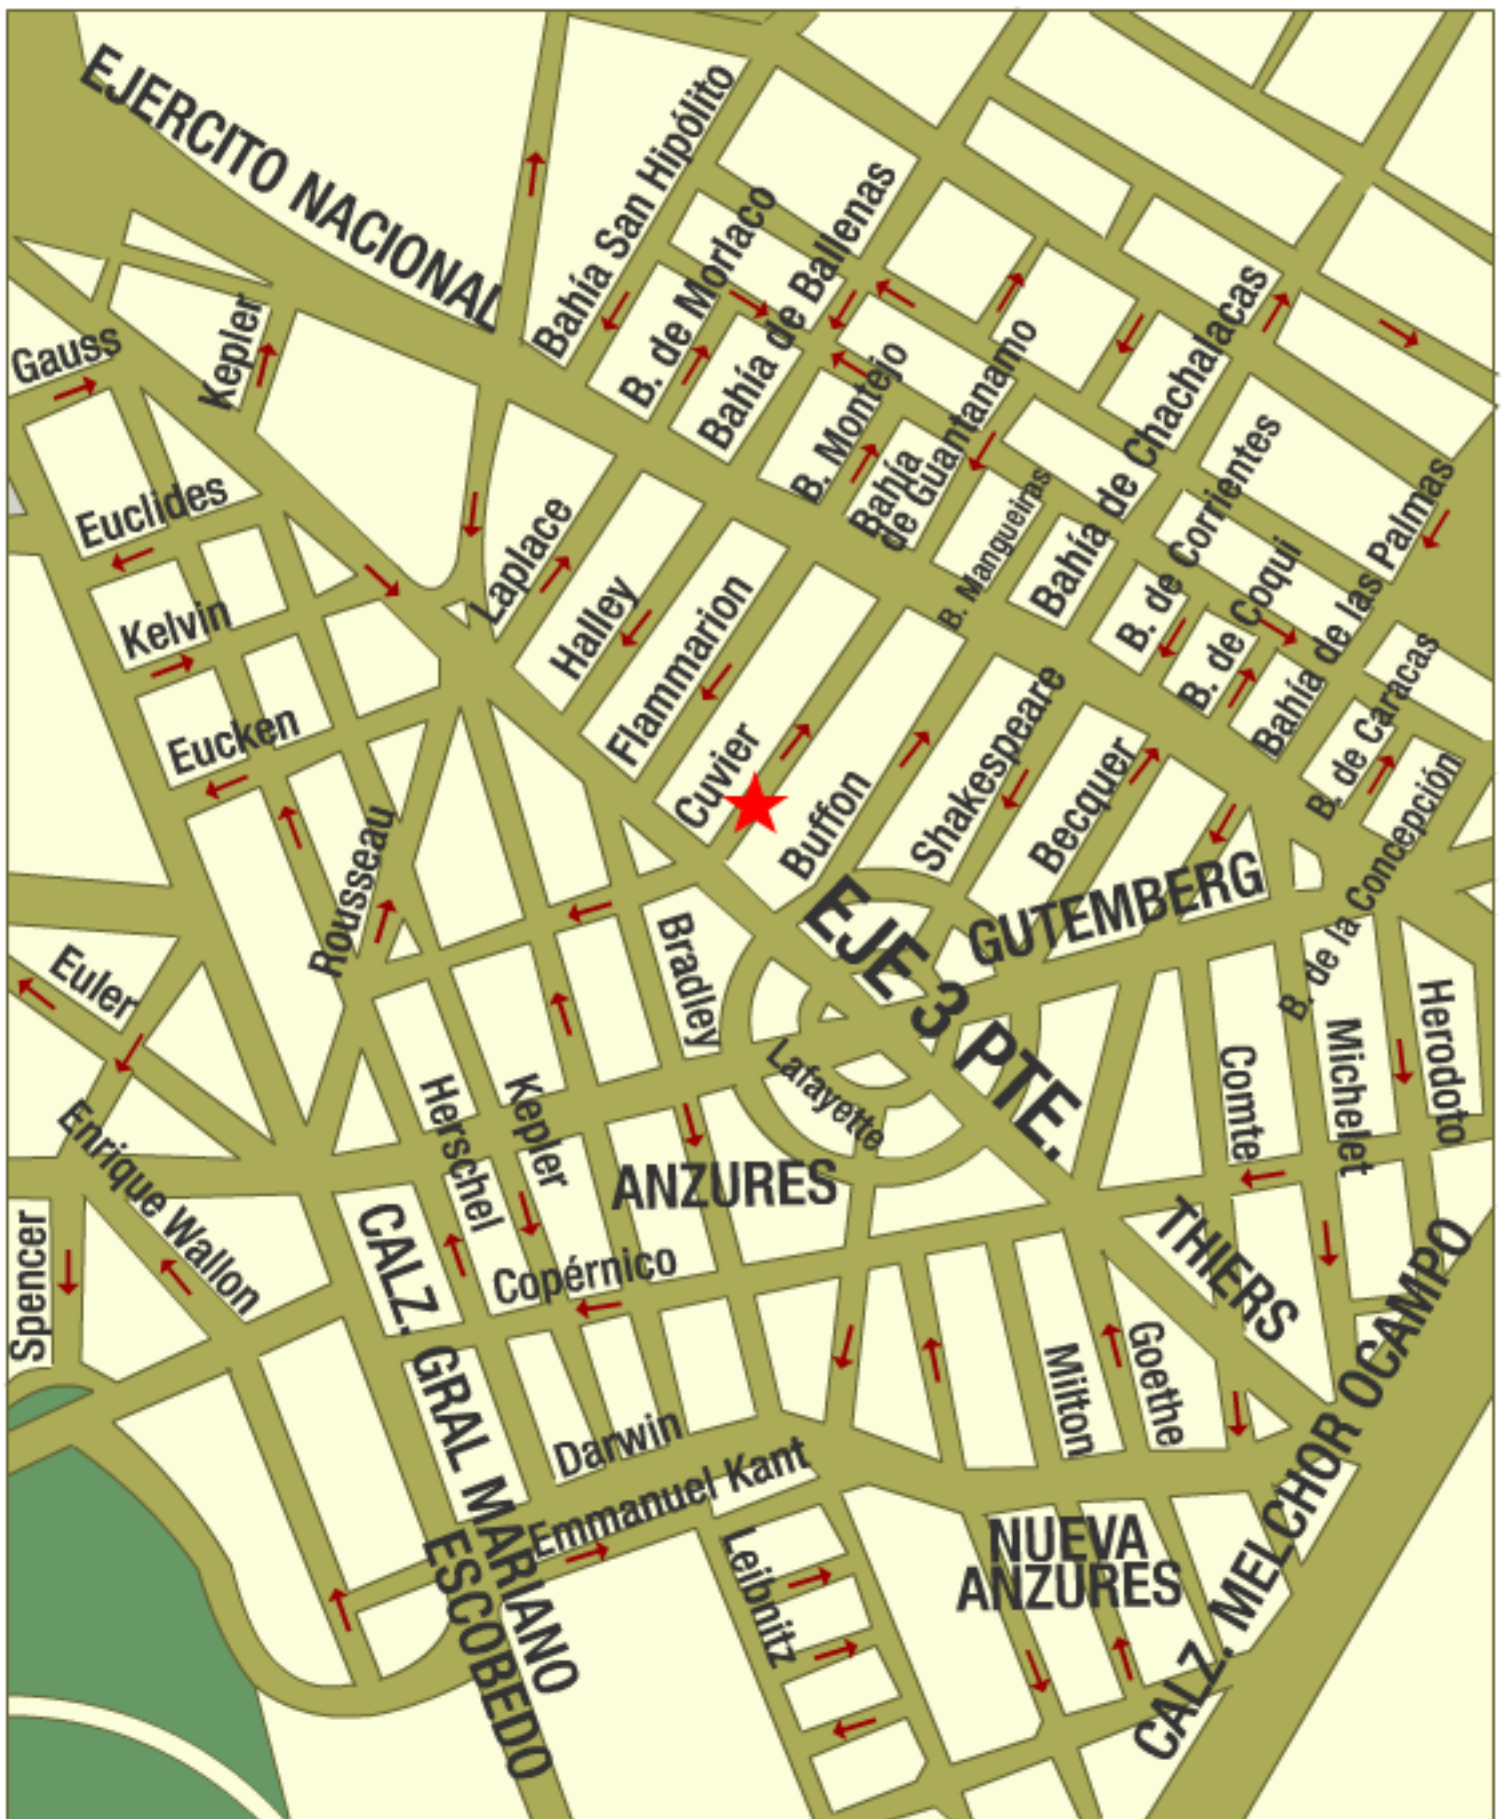 EJERCITO NACIONAL
Bahía San Hipólito
B. de Morlaco
Bahía de Ballenas
Gauss
Kepler
B. Montejo
Bahía
de Guantanamo
Bahía de Chachalacas
Euclides
Laplace
B. Mangueiras
B. de Corrientes
Bahía de las Palmas
Kelvin
Halley
Flammarion
B. de Coqui
Eucken
Cuvier
Buffon
Shakespeare
Becquer
B. de Caracas
B. de la Concepción
Rousseau
GUTEMBERG
EJE 3 PTE.
Euler
Bradley
Herodoto
Lafayette
Comte
Michelet
Herschel
Kepler
Enrique Wallon
ANZURES
Spencer
CALZ. GRAL MARIANO
ESCOBEDO
Copérnico
THIERS
Milton
Goethe
Darwin
Emmanuel Kant
Leibnitz
NUEVA
ANZURES
CALZ. MELCHOR OCAMPO